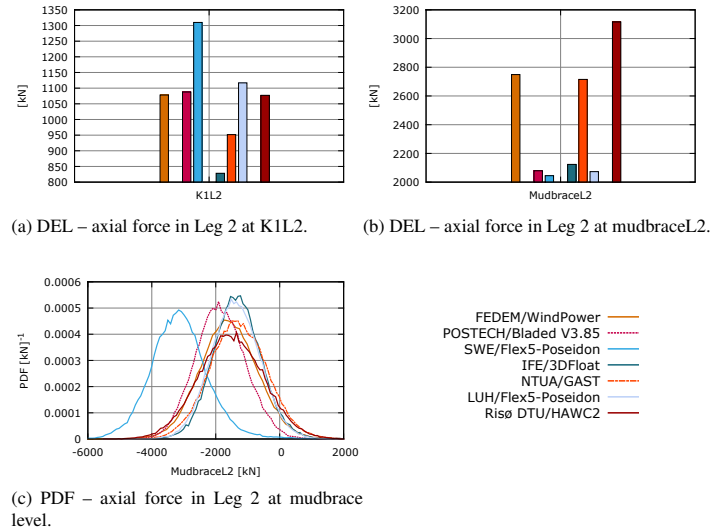 1350
1300
1250
1200
1150
1100
1050
1000
950
900
850
800
[kN]
K1L2
(a) DEL – axial force in Leg 2 at K1L2.
3200
3000
2800
2600
2400
2200
2000
[kN]
MudbraceL2
(b) DEL – axial force in Leg 2 at mudbraceL2.
0.0006
0.0005
0.0004
0.0003
0.0002
0.0001
0
PDF [kN]-1
-6000 -4000 -2000 0 2000
MudbraceL2 [kN]
(c) PDF – axial force in Leg 2 at mudbrace
level.
FEDEM/WindPower
POSTECH/Bladed V3.85
SWE/Flex5-Poseidon
IFE/3DFloat
NTUA/GAST
LUH/Flex5-Poseidon
Risø DTU/HAWC2